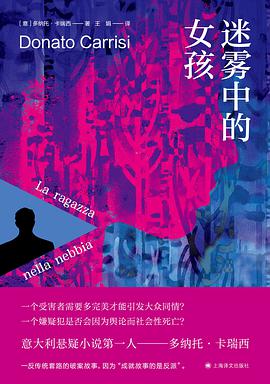 ［意］多纳托·卡瑞西——著 王 娟——译
Donato Carrisi
迷雾中的
女孩
La ragazza
nella nebbia
一个受害者需要多完美才能引发大众同情？
一个嫌疑犯是否会因为舆论而社会性死亡？
意大利悬疑小说第一人———多纳托·卡瑞西
一反传统套路的破案故事，因为“成就故事的是反派”。
上海译文出版社